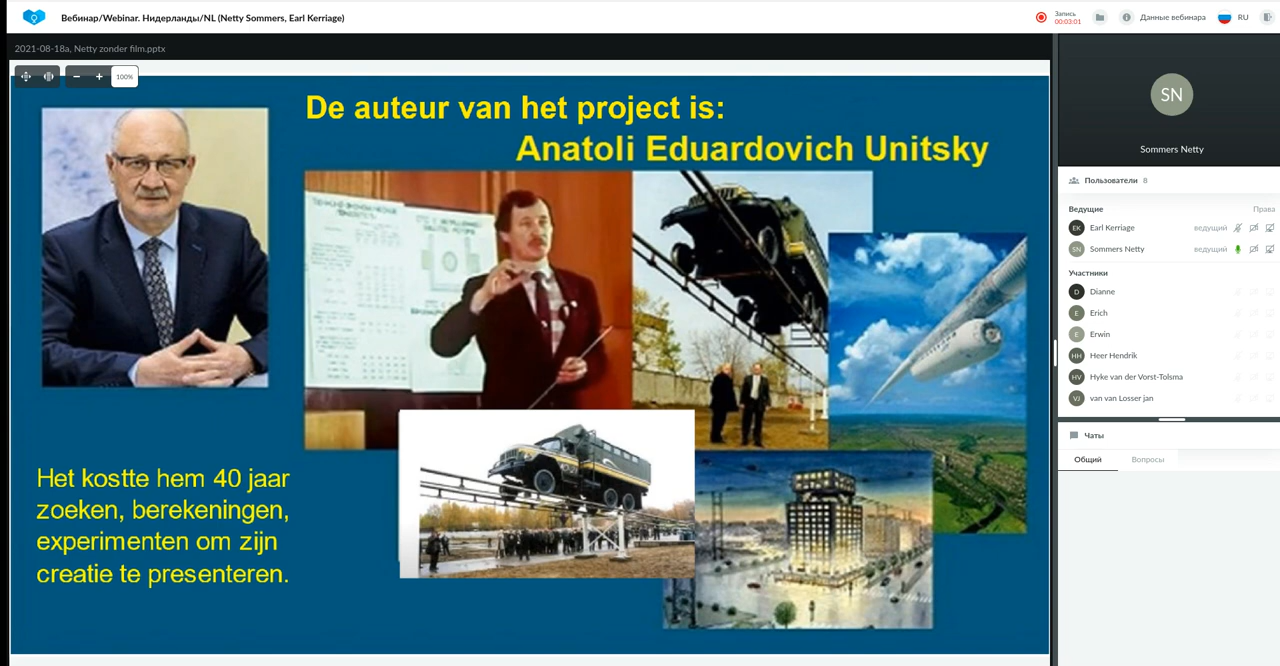 Вебинар/Webinar. Нидерланды/NL (Netty Sommers, Earl Kerriage)
Запись
00:03:01
Данные вебинара
RU
2021-08-18a, Netty zonder film.pptx
100%
De auteur van het project is:
Anatoli Eduardovich Unitsky
Het kostte hem 40 jaar
zoeken, berekeningen,
experimenten om zijn
creatie te presenteren.
SN
Sommers Netty
Пользователи 8
Ведущие Права
EK Earl Kerriage ведущий
SN Sommers Netty ведущий
Участники
D Dianne
E Erich
E Erwin
HH Heer Hendrik
HV Hyke van der Vorst-Tolsma
VJ van van Losser jan
Чаты
Общий Вопросы